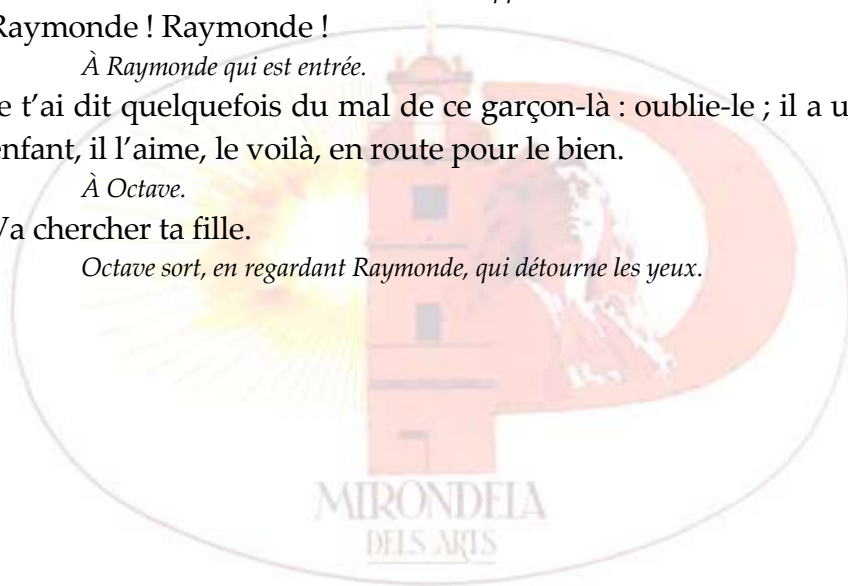 Raymonde ! Raymonde !
À Raymonde qui est entrée.
e t’ai dit quelquefois du mal de ce garçon-là : oublie-le ; il a u
enfant, il l’aime, le voilà, en route pour le bien.
À Octave.
Va chercher ta fille.
Octave sort, en regardant Raymonde, qui détourne les yeux.
MIRONDELA
DELS ARTS